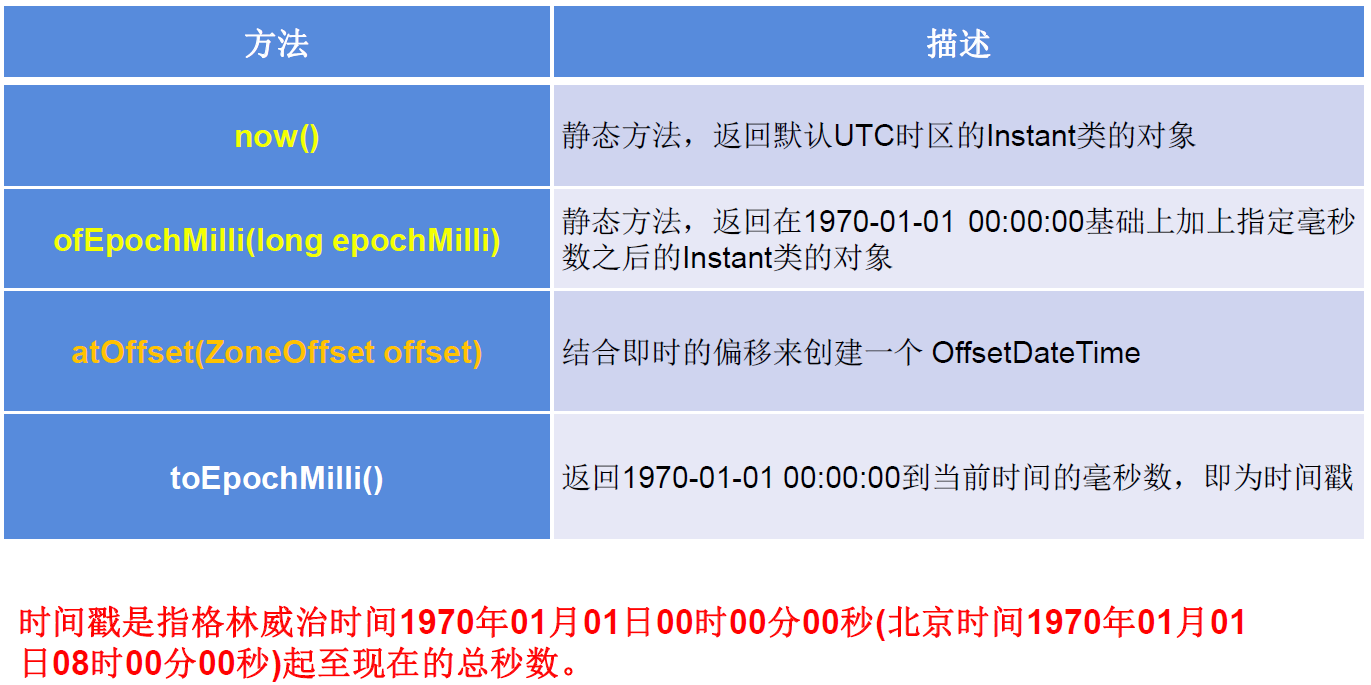 方法
描述
now()
静态方法，返回默认UTC时区的Instant类的对象
ofEpochMilli(long epochMilli)
静态方法，返回在1970-01-01 00:00:00基础上加上指定毫秒
数之后的Instant类的对象
atOffset(ZoneOffset offset)
结合即时的偏移来创建一个 OffsetDateTime
toEpochMilli()
返回1970-01-01 00:00:00到当前时间的毫秒数，即为时间戳
时间戳是指格林威治时间1970年01月01日00时00分00秒(北京时间1970年01月01
日08时00分00秒)起至现在的总秒数。